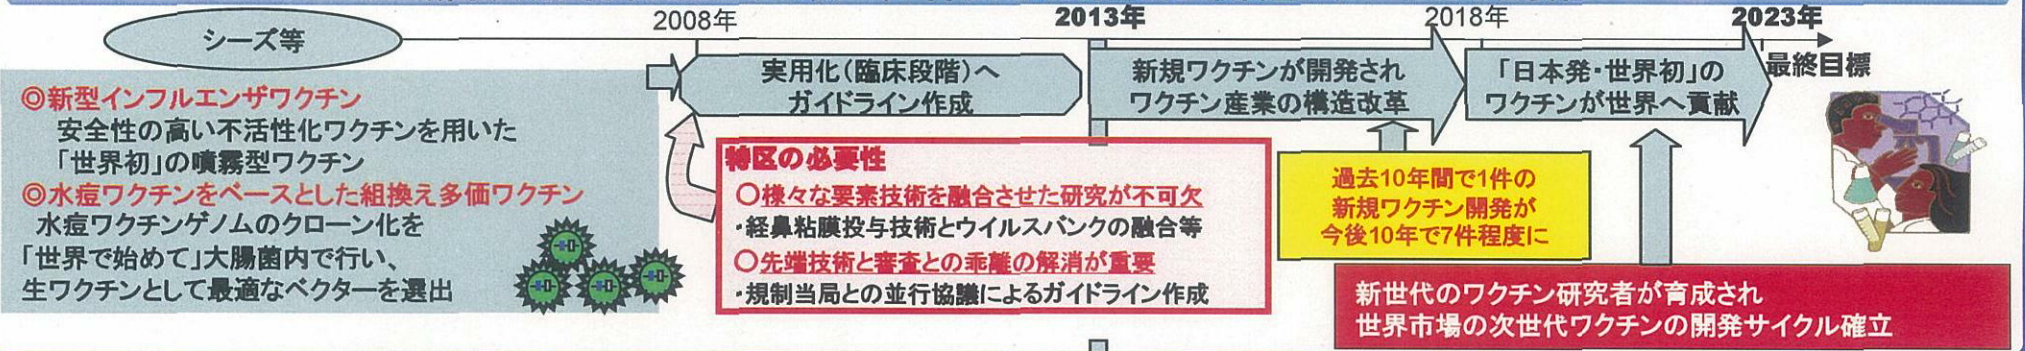 2008年
2013年
2018年
2023年
シーズ等
最終目標
実用化(臨床段階)へ
ガイドライン作成
新規ワクチンが開発され
ワクチン産業の構造改革
「日本発・世界初」の
ワクチンが世界へ貢献
◎新型インフルエンザワクチン
安全性の高い不活性化ワクチンを用いた
「世界初」の噴霧型ワクチン
◎水痘ワクチンをベースとした組換え多価ワクチン
水痘ワクチンゲノムのクローン化を
「世界で始めて」大腸菌内で行い、
生ワクチンとして最適なベクターを選出
特区の必要性
○様々な要素技術を融合させた研究が不可欠
・経鼻粘膜投与技術とウイルスバンクの融合等
○先端技術と審査との乖離の解消が重要
・規制当局との並行協議によるガイドライン作成
過去10年間で1件の
新規ワクチン開発が
今後10年で7件程度に
新世代のワクチン研究者が育成され
世界市場の次世代ワクチンの開発サイクル確立